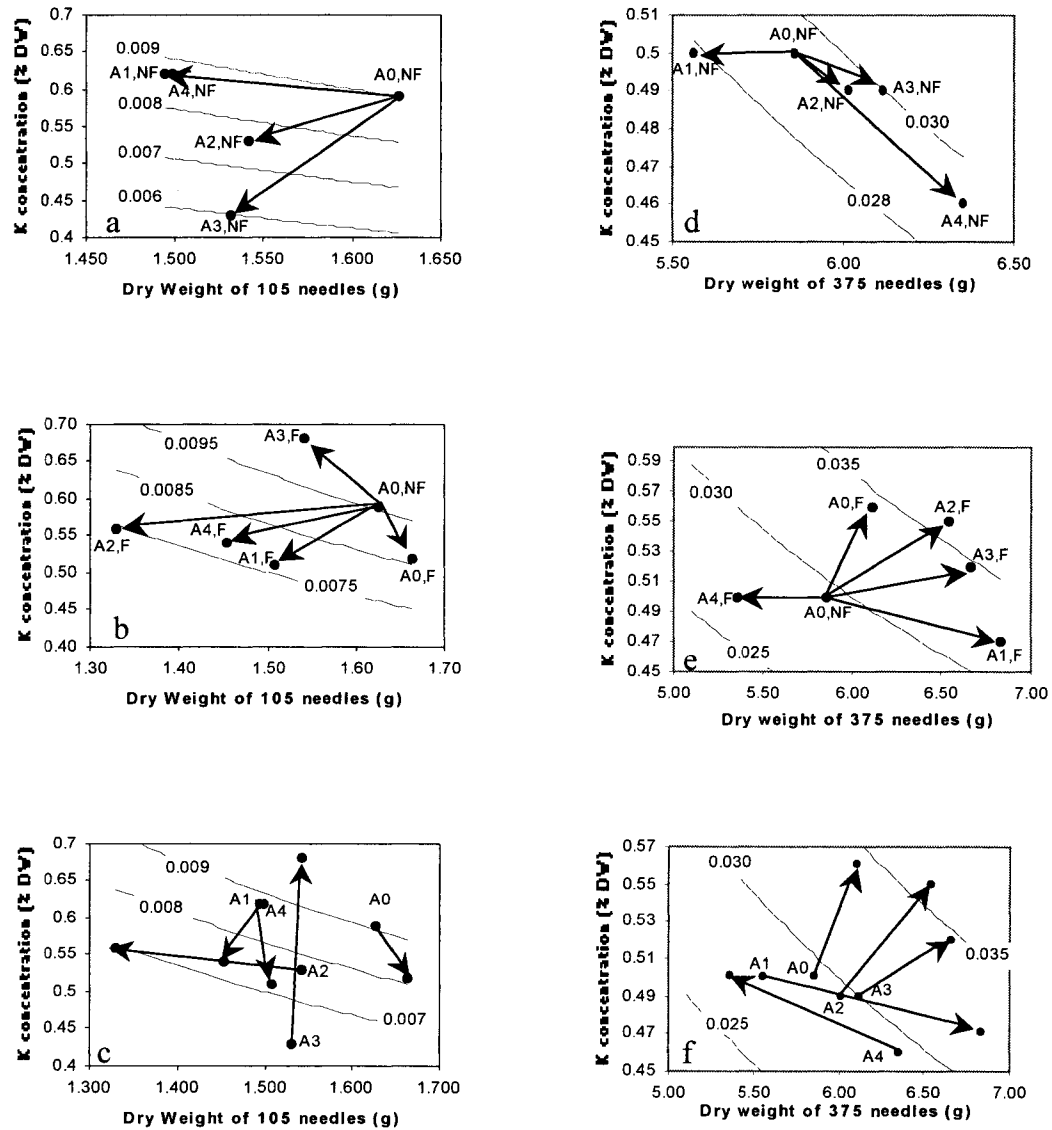 K concentration (% DW)
0.7
0.65
0.6
0.55
0.5
0.45
0.4
0.009
0.008
0.007
0.006
A1,NF
A4,NF
A0,NF
A2,NF
A3,NF
a
1.450 1.500 1.550 1.600 1.650
Dry Weight of 105 needles (g)
K concentration (% DW)
0.51
0.5
0.49
0.48
0.47
0.46
0.45
A0,NF
A1,NF
A2,NF
A3,NF
0.030
0.028
A4,NF
d
5.50 6.00 6.50
Dry weight of 375 needles (g)
K concentration (% DW)
0.70
0.65
0.60
0.55
0.50
0.45
0.40
A3,F
0.0095
0.0085
A0,NF
A4,F
A2,F
A1,F
A0,F
0.0075
b
1.30 1.40 1.50 1.60 1.70
Dry Weight of 105 needles (g)
K concentration (% DW)
0.59
0.57
0.55
0.53
0.51
0.49
0.47
0.45
0.035
0.030
A0,F
A2,F
A3,F
A4,F
A0,NF
A1,F
0.025
e
5.00 5.50 6.00 6.50 7.00
Dry weight of 375 needles (g)
K concentration (% DW)
0.7
0.65
0.6
0.55
0.5
0.45
0.4
0.009
0.008
A1
A4
A0
A2
0.007
A3
c
1.300 1.400 1.500 1.600 1.700
Dry Weight of 105 needles (g)
K concentration (% DW)
0.57
0.55
0.53
0.51
0.49
0.47
0.45
0.030
0.035
A1
A0
A2
A3
0.025
A4
f
5.00 5.50 6.00 6.50 7.00
Dry weight of 375 needles (g)